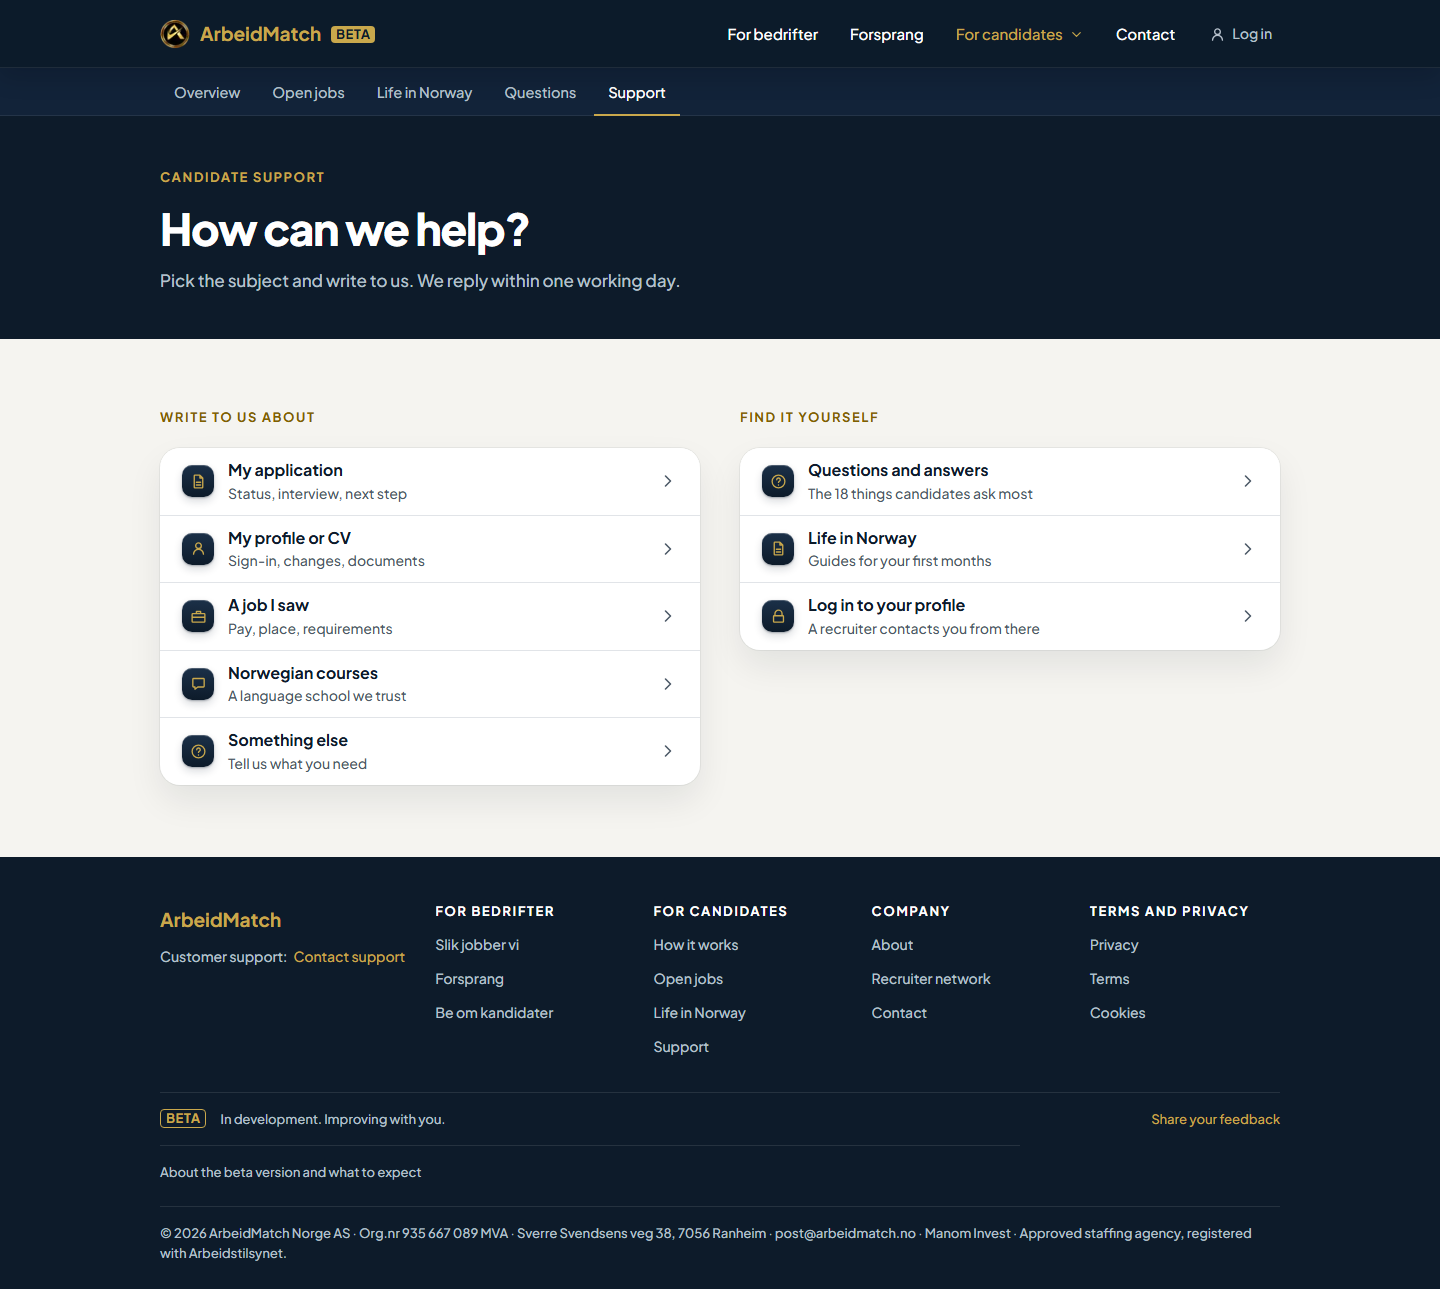 ArbeidMatch BETA
For bedrifter
Forsprang
For candidates
Contact
Log in
Overview
Open jobs
Life in Norway
Questions
Support
CANDIDATE SUPPORT
How can we help?
Pick the subject and write to us. We reply within one working day.
WRITE TO US ABOUT
My application
Status, interview, next step
My profile or CV
Sign-in, changes, documents
A job I saw
Pay, place, requirements
Norwegian courses
A language school we trust
Something else
Tell us what you need
FIND IT YOURSELF
Questions and answers
The 18 things candidates ask most
Life in Norway
Guides for your first months
Log in to your profile
A recruiter contacts you from there
ArbeidMatch
Customer support: Contact support
FOR BEDRIFTER
Slik jobber vi
Forsprang
Be om kandidater
FOR CANDIDATES
How it works
Open jobs
Life in Norway
Support
COMPANY
About
Recruiter network
Contact
TERMS AND PRIVACY
Privacy
Terms
Cookies
BETA In development. Improving with you.
Share your feedback
About the beta version and what to expect
© 2026 ArbeidMatch Norge AS · Org.nr 935 667 089 MVA · Sverre Svendsens veg 38, 7056 Ranheim · post@arbeidmatch.no · Manom Invest · Approved staffing agency, registered
with Arbeidstilsynet.